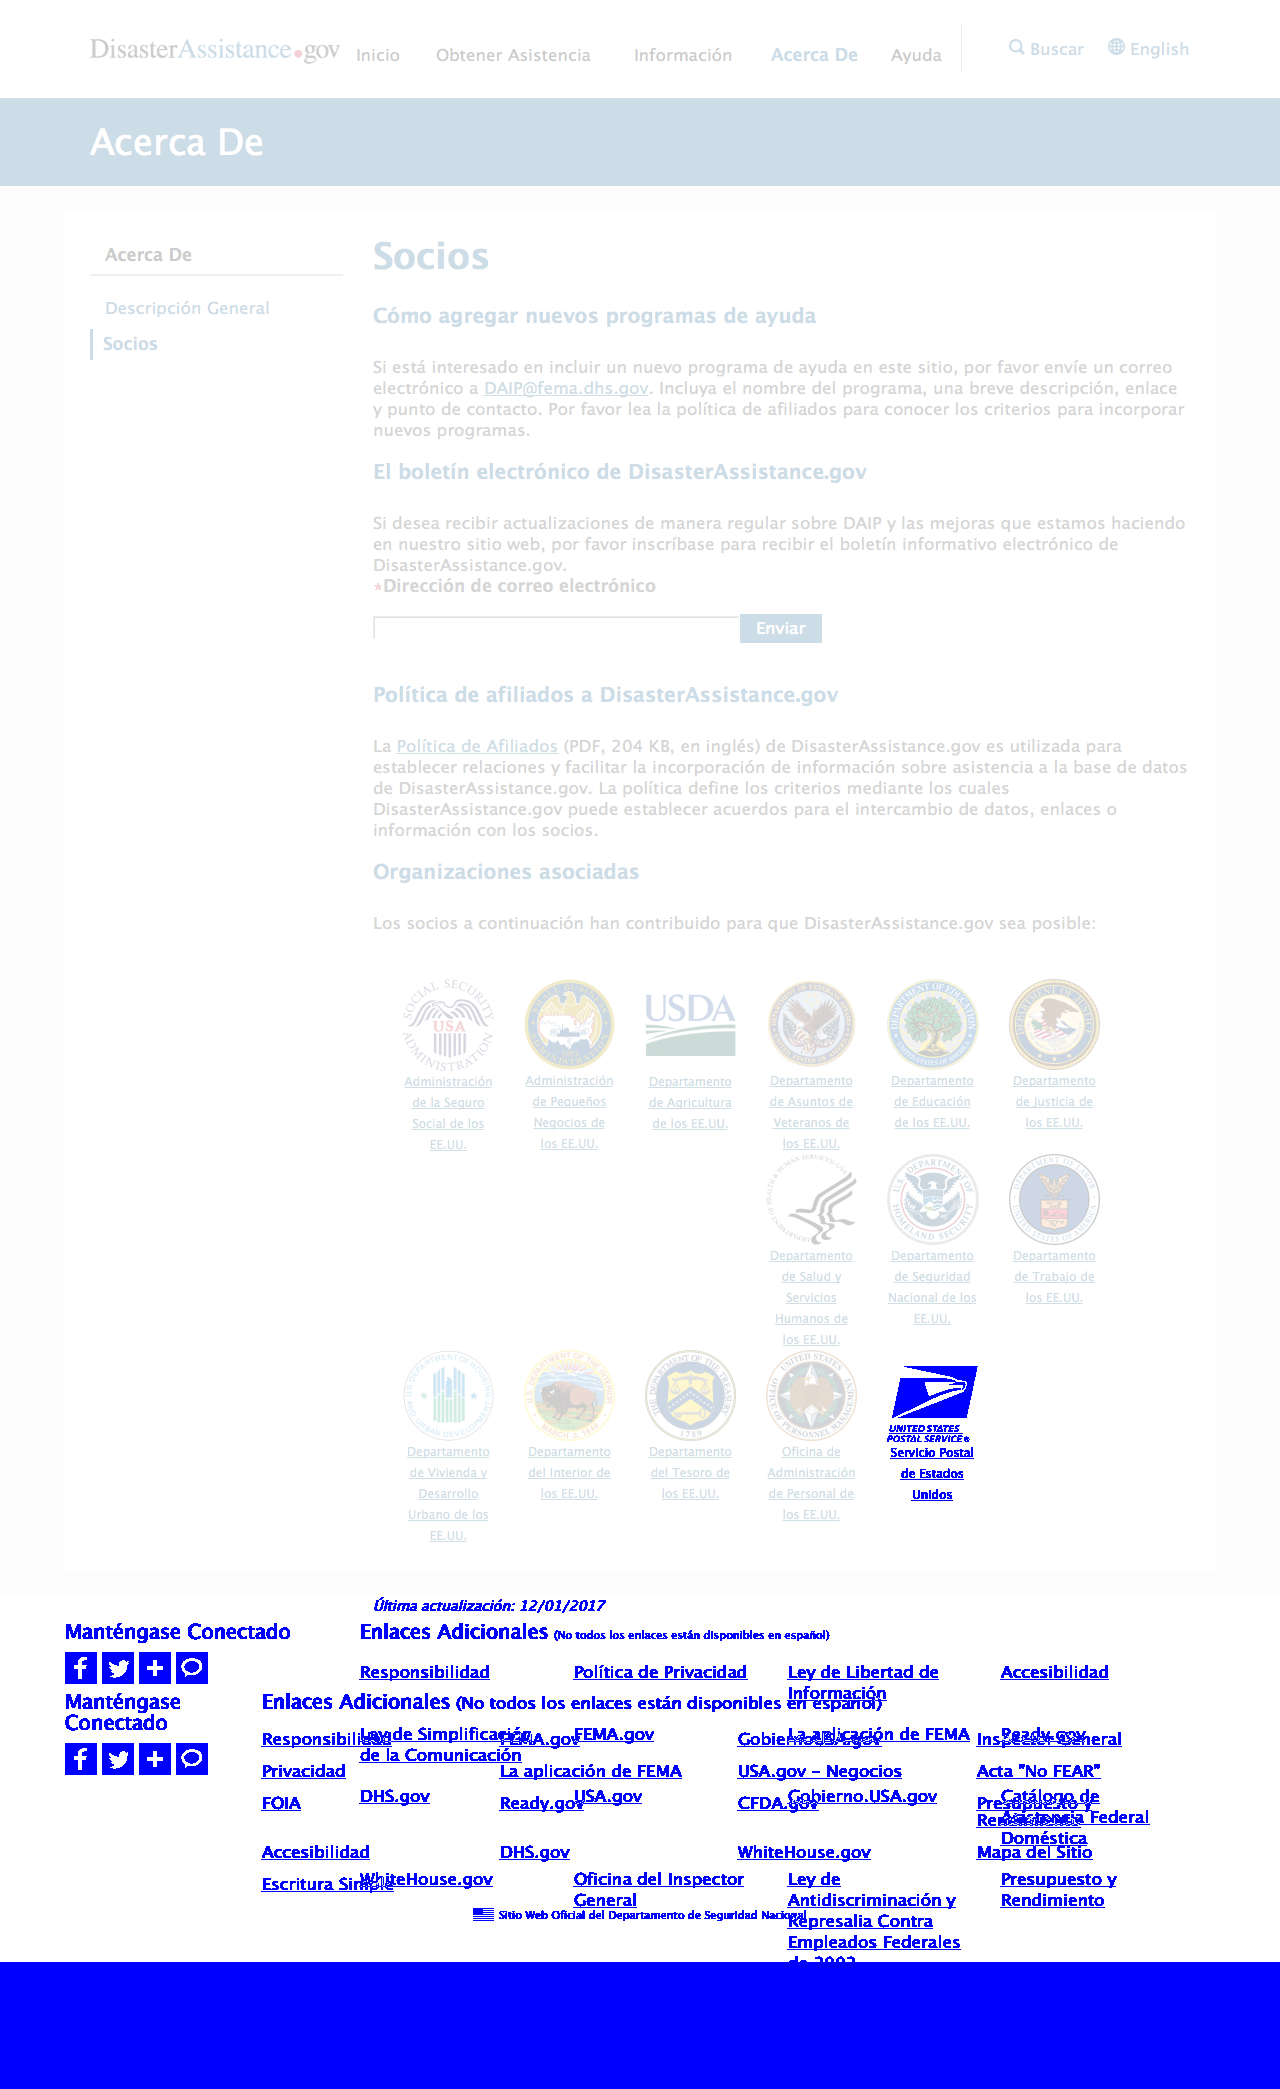 DisasterAssistance.gov Inicio Obtener Asistencia Información Acerca De Ayuda Buscar English
Acerca De
Acerca De
Descripción General
Socios
Socios
Cómo agregar nuevos programas de ayuda
Si está interesado en incluir un nuevo programa de ayuda en este sitio, por favor envíe un correo
electrónico a DAIP@fema.dhs.gov. Incluya el nombre del programa, una breve descripción, enlace
y punto de contacto. Por favor lea la política de afiliados para conocer los criterios para incorporar
nuevos programas.
El boletín electrónico de DisasterAssistance.gov
Si desea recibir actualizaciones de manera regular sobre DAIP y las mejoras que estamos haciendo
en nuestro sitio web, por favor inscríbase para recibir el boletín informativo electrónico de
DisasterAssistance.gov.
*Dirección de correo electrónico
Enviar
Política de afiliados a DisasterAssistance.gov
La Política de Afiliados (PDF, 204 KB, en inglés) de DisasterAssistance.gov es utilizada para
establecer relaciones y facilitar la incorporación de información sobre asistencia a la base de datos
de DisasterAssistance.gov. La política define los criterios mediante los cuales
DisasterAssistance.gov puede establecer acuerdos para el intercambio de datos, enlaces o
información con los socios.
Organizaciones asociadas
Los socios a continuación han contribuido para que DisasterAssistance.gov sea posible:
SOCIAL SECURITY ADMINISTRATION
USA
Administración
de la Seguro
Social de los
EE.UU.
Administración
de Pequeños
Negocios de
los EE.UU.
USDA
Departamento
de Agricultura
de los EE.UU.
Departamento
de Asuntos de
Veteranos de
los EE.UU.
Departamento
de Educación
de los EE.UU.
Departamento
de Justicia de
los EE.UU.
Departamento
de Salud y
Servicios
Humanos de
los EE.UU.
U.S. DEPARTMENT OF HOMELAND SECURITY
Departamento
de Seguridad
Nacional de los
EE.UU.
DEPARTMENT OF LABOR
UNITED STATES OF AMERICA
Departamento
de Trabajo de
los EE.UU.
Departamento
de Vivienda y
Desarrollo
Urbano de los
EE.UU.
U.S. DEPARTMENT OF THE INTERIOR
MARCH 3, 1849
Departamento
del Interior de
los EE.UU.
THE DEPARTMENT OF THE TREASURY
1789
Departamento
del Tesoro de
los EE.UU.
UNITED STATES
OFFICE OF PERSONNEL MANAGEMENT
Oficina de
Administración
de Personal de
los EE.UU.
UNITED STATES
POSTAL SERVICE®
Servicio Postal
de Estados
Unidos
Última actualización: 12/01/2017
Manténgase Conectado
Enlaces Adicionales (No todos los enlaces están disponibles en español)
Responsibilidad Política de Privacidad Ley de Libertad de Accesibilidad
Información
Manténgase
Conectado
Enlaces Adicionales (No todos los enlaces están disponibles en español)
Ley de Simplificación FEMA.gov La aplicación de FEMA Ready.gov
de la Comunicación
Responsibilidad FEMA.gov GobiernoUSA.gov Inspector General
Privacidad La aplicación de FEMA USA.gov – Negocios Acta "No FEAR"
DHS.gov USA.gov Gobierno.USA.gov Catálogo de
Asistencia Federal
Doméstica
FOIA Ready.gov CFDA.gov Presupuesto y
Rendimiento
Accesibilidad DHS.gov WhiteHouse.gov Mapa del Sitio
WhiteHouse.gov Oficina del Inspector Ley de Presupuesto y
General Antidiscriminación y Rendimiento
Escritura Simple
Represalia Contra
Empleados Federales
de 2002
Sitio Web Oficial del Departamento de Seguridad Nacional